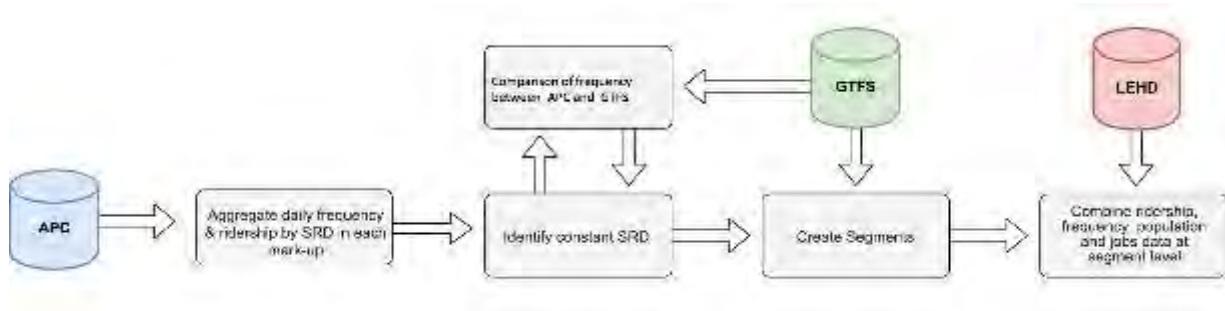 APC
Aggregate daily frequency
& ridership by SRD in each
mark-up
Comparison of frequency
between APC and GTFS
Identify constant SRD
GTFS
Create Segments
LEHD
Combine ridership,
frequency, population
and jobs data at
segment level